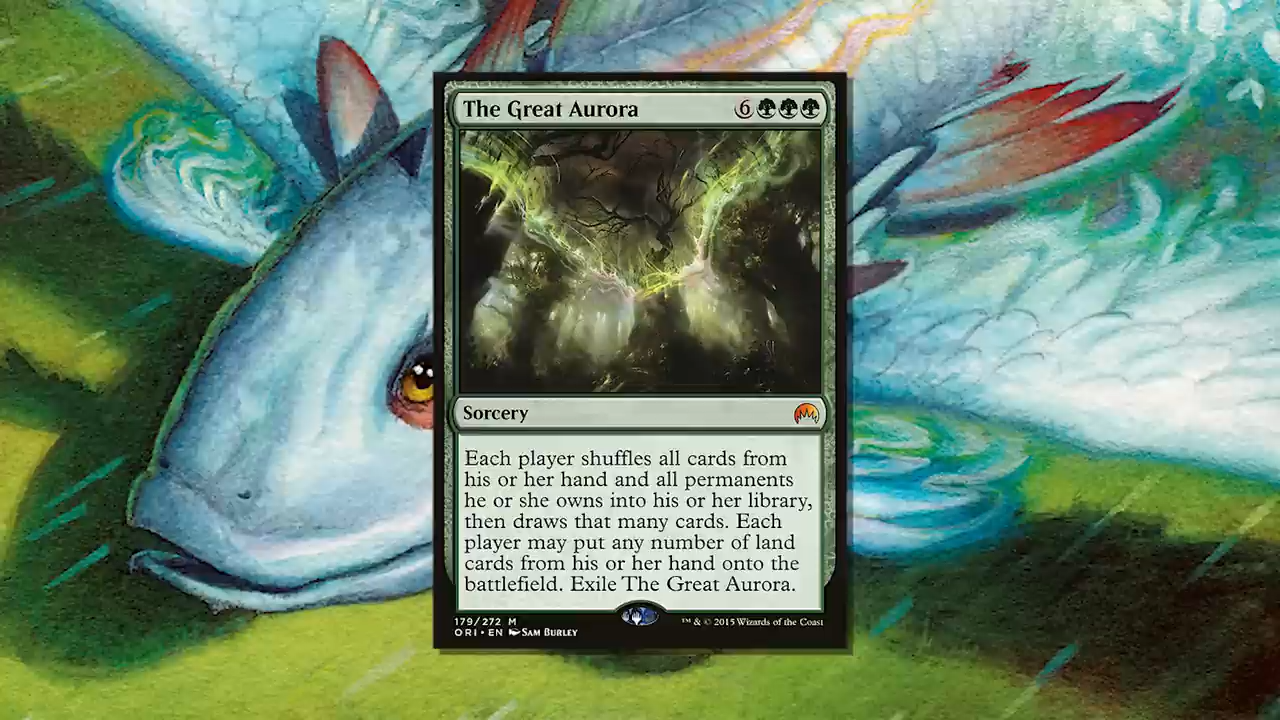 The Great Aurora 6
Sorcery
Each player shuffles all cards from
his or her hand and all permanents
he or she owns into his or her library,
then draws that many cards. Each
player may put any number of land
cards from his or her hand onto the
battlefield. Exile The Great Aurora.
179/272 M
ORI • EN Sam Burley
™ & © 2015 Wizards of the Coast